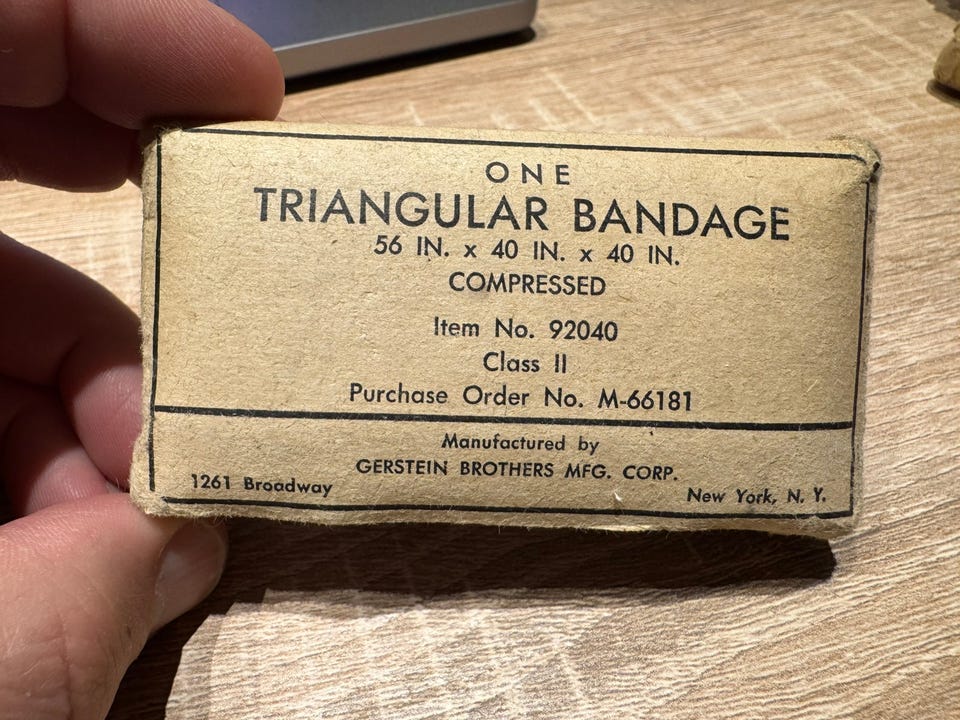 ONE
TRIANGULAR BANDAGE
56 IN. x 40 IN. x 40 IN.
COMPRESSED
Item No. 92040
Class II
Purchase Order No. M-66181
Manufactured by
GERSTEIN BROTHERS MFG. CORP.
1261 Broadway New York, N. Y.